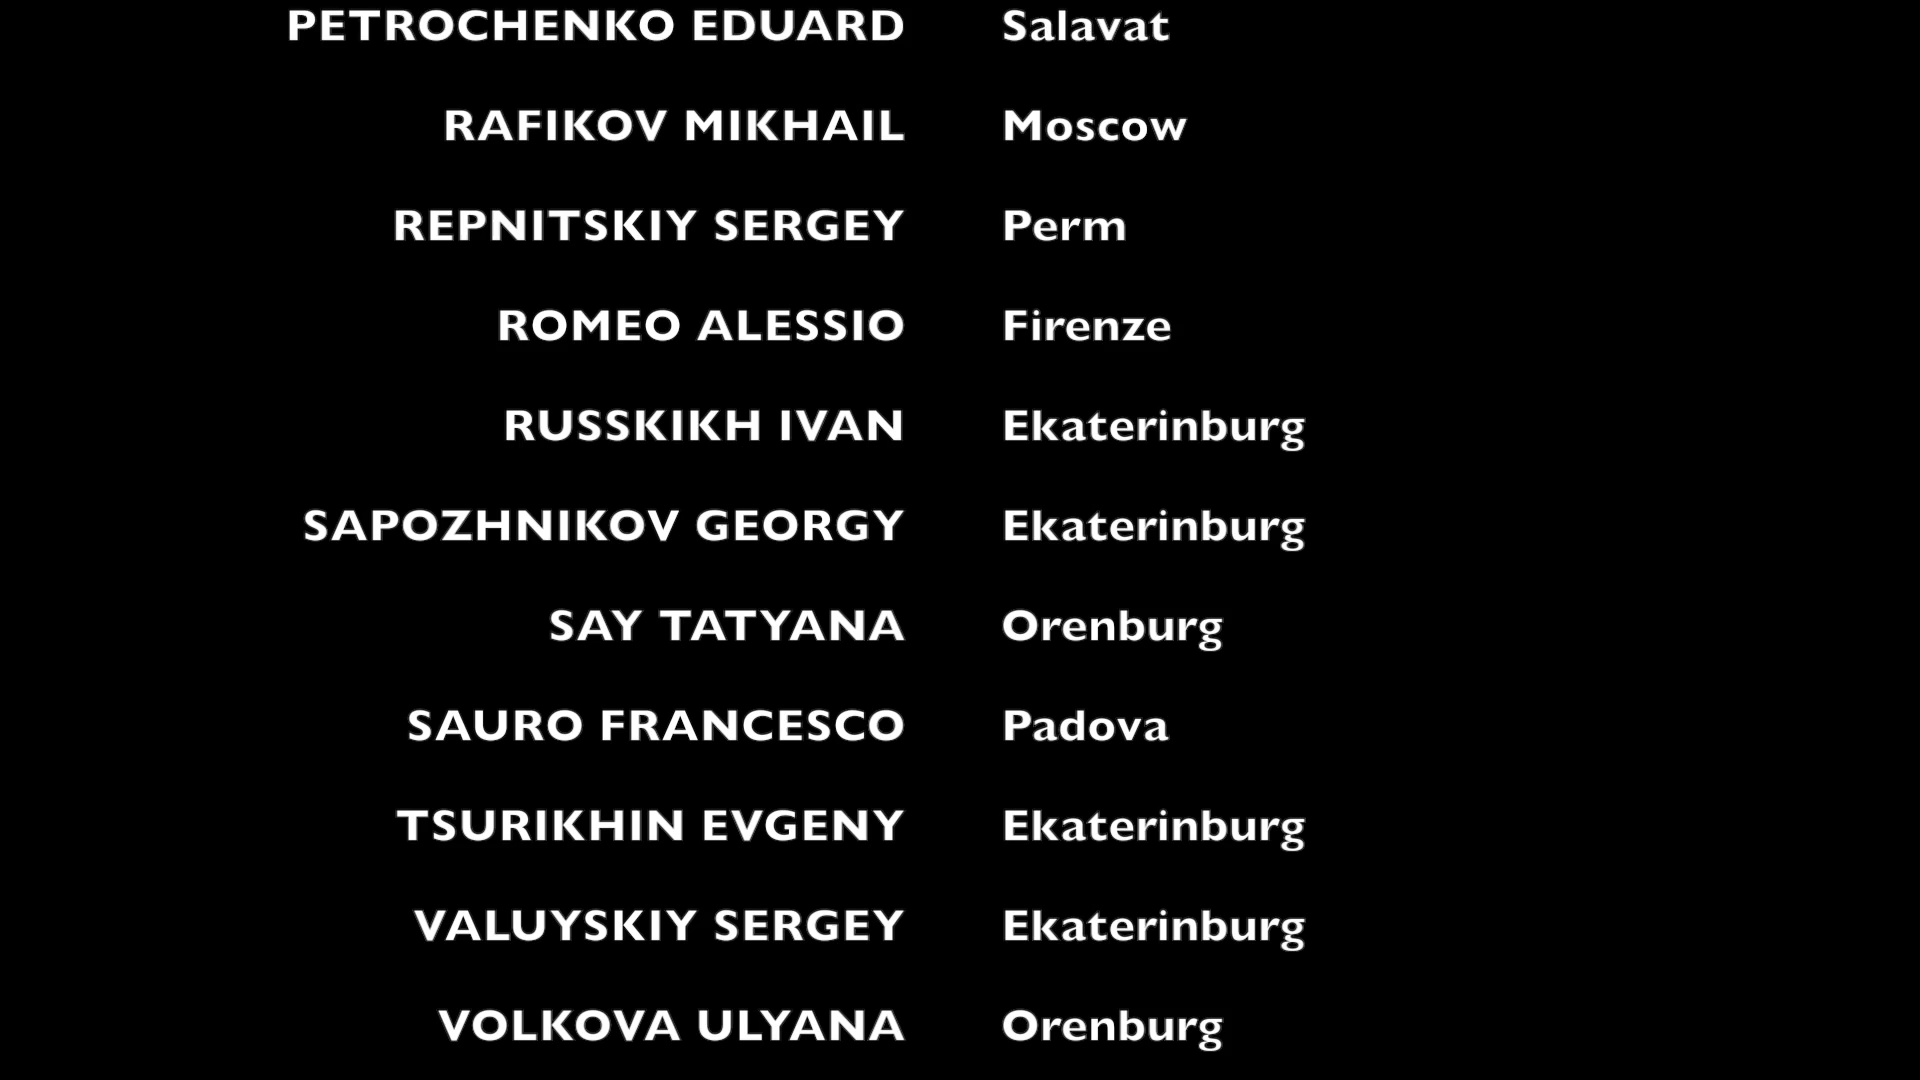 PETROCHENKO EDUARD Salavat
RAFIKOV MIKHAIL Moscow
REPNITSKIY SERGEY Perm
ROMEO ALESSIO Firenze
RUSSKIKH IVAN Ekaterinburg
SAPOZHNIKOV GEORGY Ekaterinburg
SAY TATYANA Orenburg
SAURO FRANCESCO Padova
TSURIKHIN EVGENY Ekaterinburg
VALUYSKIY SERGEY Ekaterinburg
VOLKOVA ULYANA Orenburg